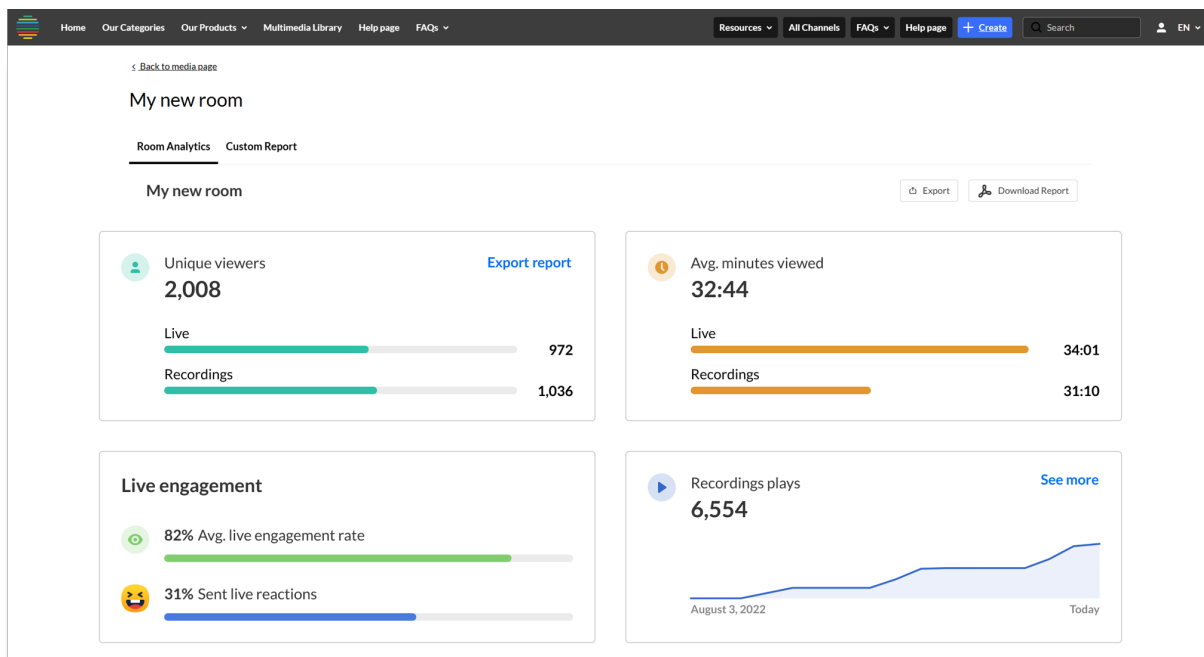 Home Our Categories Our Products Multimedia Library Help page FAQs Resources All Channels FAQs Help page + Create Search EN
< Back to media page
My new room
Room Analytics Custom Report
My new room Export Download Report
Unique viewers Export report
2,008
Live
972
Recordings
1,036
Avg. minutes viewed
32:44
Live
34:01
Recordings
31:10
Live engagement
82% Avg. live engagement rate
31% Sent live reactions
Recordings plays See more
6,554
August 3, 2022 Today